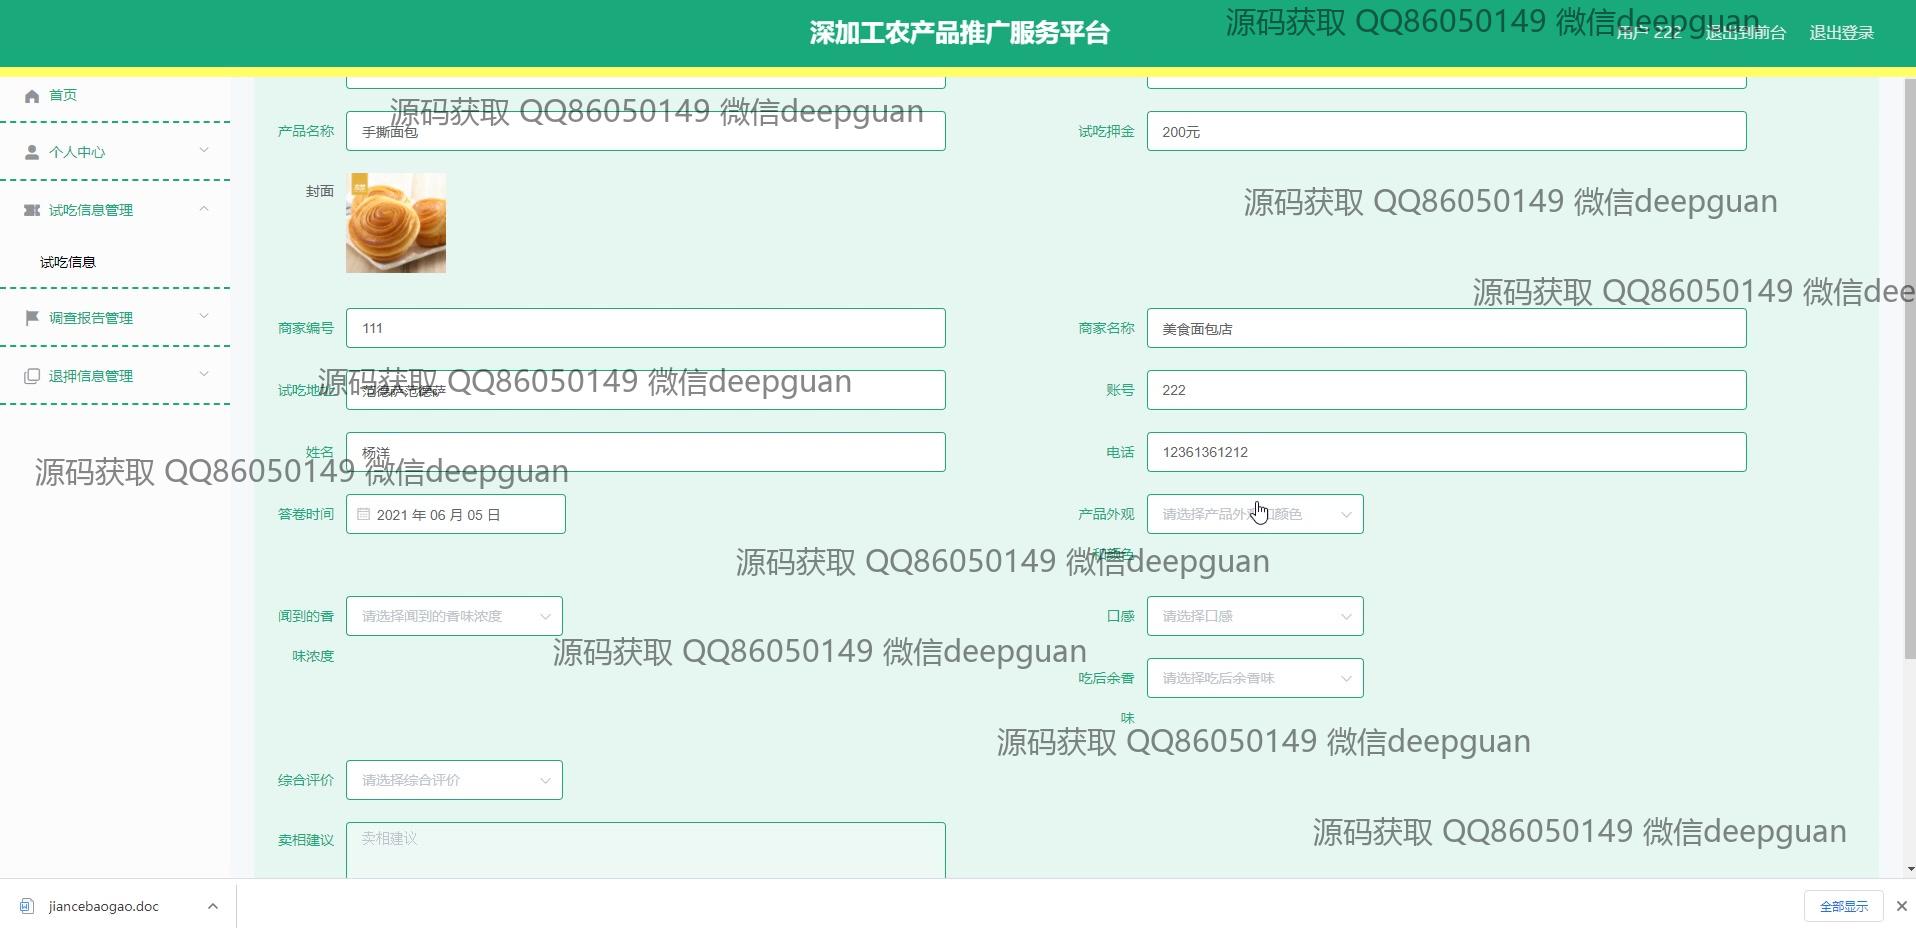 深加工农产品推广服务平台
源码获取 QQ86050149 微信deepguan
用户 222 退出到前台 退出登录
首页
个人中心
试吃信息管理
试吃信息
调查报告管理
退押信息管理
源码获取 QQ86050149 微信deepguan
产品名称 手撕面包 试吃押金 200元
封面
源码获取 QQ86050149 微信deepguan
源码获取 QQ86050149 微信dee
商家编号 111 商家名称 美食面包店
源码获取 QQ86050149 微信deepguan
试吃地址 范德萨范德萨 账号 222
姓名 杨洋 电话 12361361212
源码获取 QQ86050149 微信deepguan
答卷时间 2021 年 06 月 05 日 产品外观 请选择产品外观和颜色
和颜色
源码获取 QQ86050149 微信deepguan
闻到的香 请选择闻到的香味浓度 口感 请选择口感
味浓度
源码获取 QQ86050149 微信deepguan
吃后余香 请选择吃后余香味
味
源码获取 QQ86050149 微信deepguan
综合评价 请选择综合评价
卖相建议 卖相建议
源码获取 QQ86050149 微信deepguan
jiancebaogao.doc 全部显示